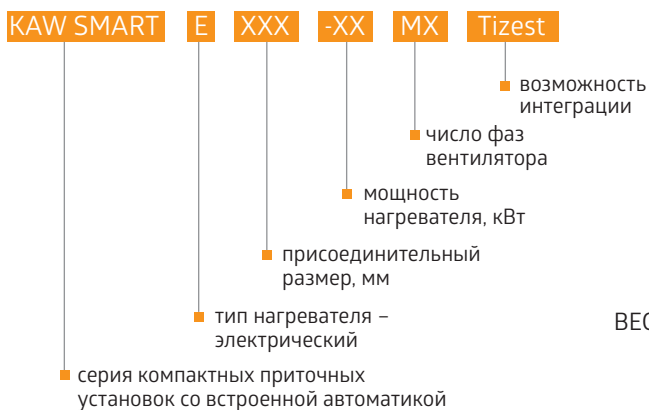 KAW SMART E XXX -XX MX Tizest
возможность
интеграции
число фаз
вентилятора
мощность
нагревателя, кВт
присоединительный
размер, мм
тип нагревателя –
электрический
ВЕС
серия компактных приточных
установок со встроенной автоматикой